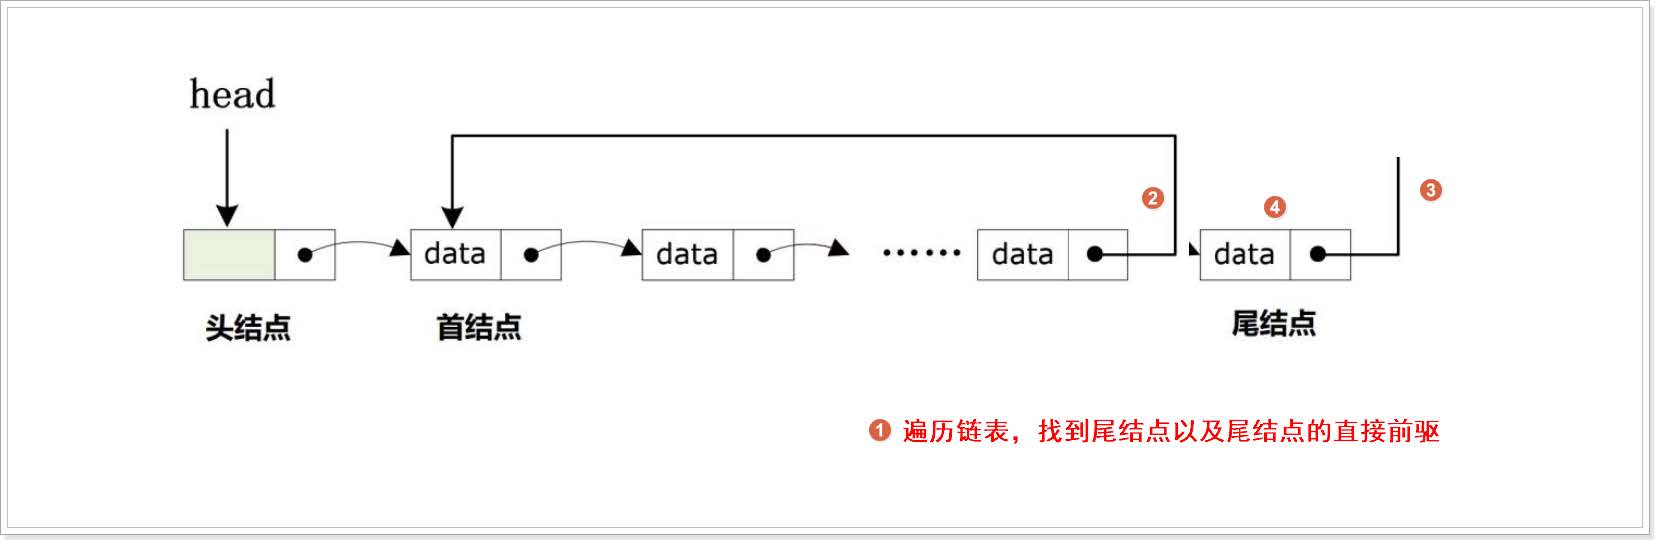 head
2
3
4
data
data
……
data
data
头结点
首结点
尾结点
1 遍历链表，找到尾结点以及尾结点的直接前驱